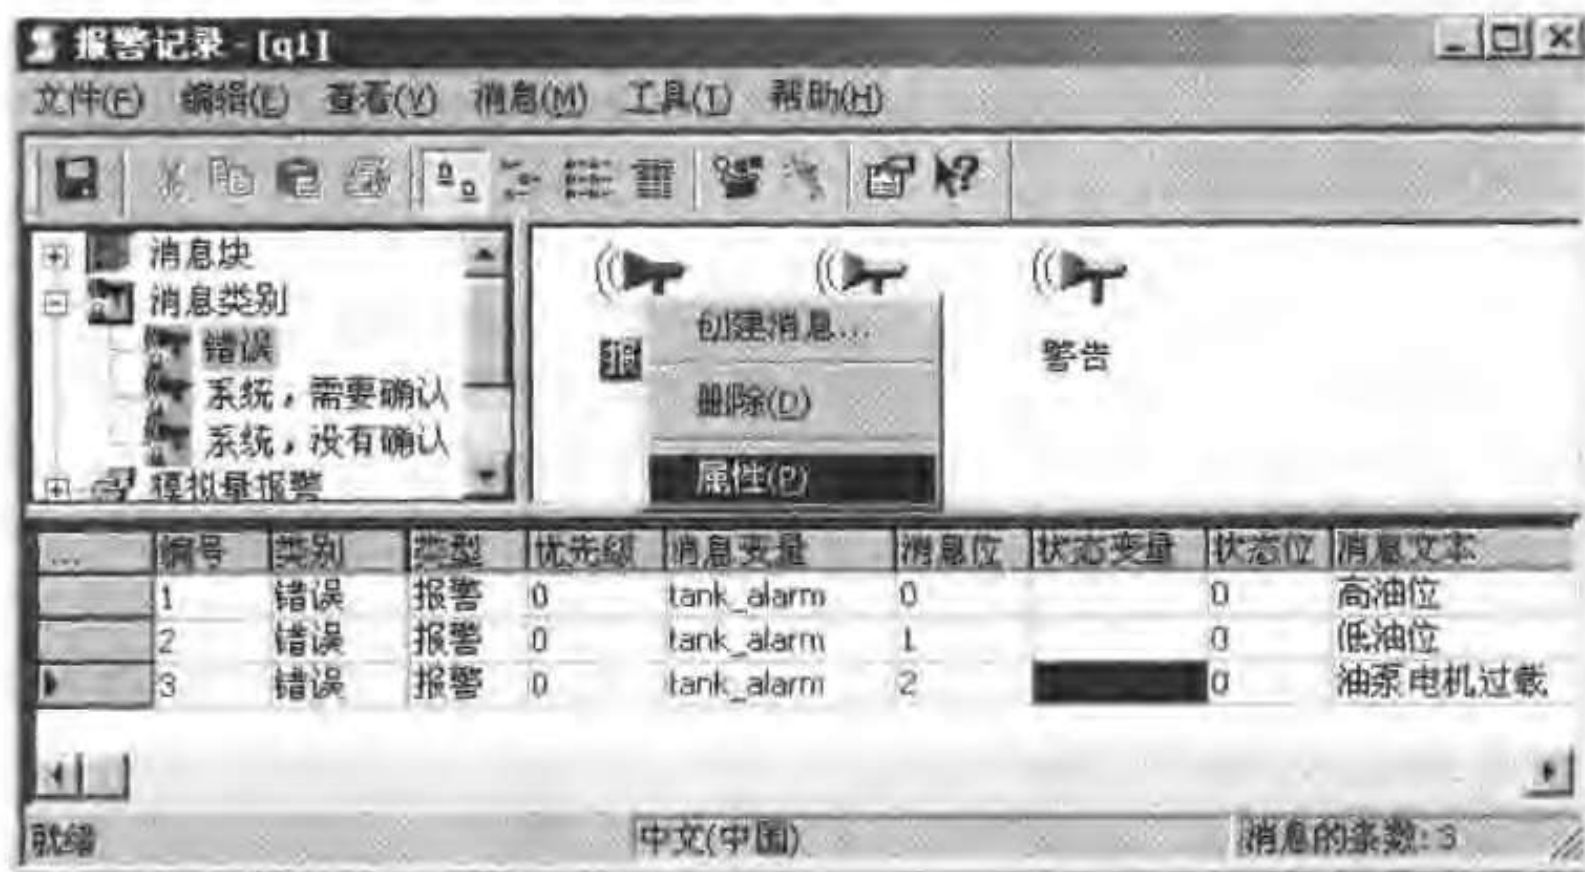 报警记录 - [qi]
文件(F) 编辑(E) 查看(V) 消息(M) 工具(T) 帮助(H)
消息块
消息类别
错误
系统，需要确认
系统，没有确认
模拟量报警
报
警告
创建消息...
删除(D)
属性(P)
... 编号 类别 类型 优先级 消息变量 消息位 状态变量 状态位 消息文本
1 错误 报警 0 tank_alarm 0 0 高油位
2 错误 报警 0 tank_alarm 1 0 低油位
3 错误 报警 0 tank_alarm 2 0 油泵电机过载
就绪 中文(中国) 消息的条数: 3